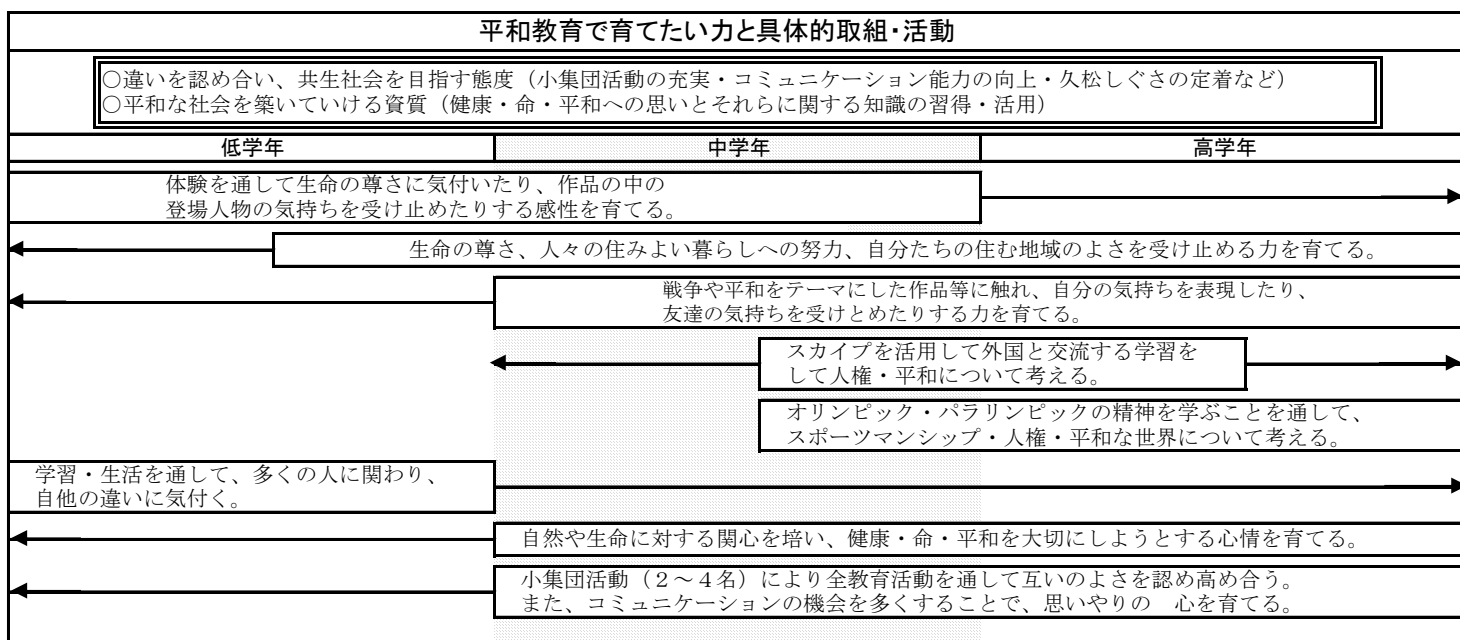 平和教育で育てたい力と具体的取組・活動
○違いを認め合い、共生社会を目指す態度（小集団活動の充実・コミュニケーション能力の向上・久松しぐさの定着など）
○平和な社会を築いていける資質（健康・命・平和への思いとそれらに関する知識の習得・活用）
低学年
中学年
高学年
体験を通して生命の尊さに気付いたり、作品の中の
登場人物の気持ちを受け止めたりする感性を育てる。
生命の尊さ、人々の住みよい暮らしへの努力、自分たちの住む地域のよさを受け止める力を育てる。
戦争や平和をテーマにした作品等に触れ、自分の気持ちを表現したり、
友達の気持ちを受けとめたりする力を育てる。
スカイプを活用して外国と交流する学習を
して人権・平和について考える。
オリンピック・パラリンピックの精神を学ぶことを通して、
スポーツマンシップ・人権・平和な世界について考える。
学習・生活を通して、多くの人に関わり、
自他の違いに気付く。
自然や生命に対する関心を培い、健康・命・平和を大切にしようとする心情を育てる。
小集団活動（２～４名）により全教育活動を通して互いのよさを認め高め合う。
また、コミュニケーションの機会を多くすることで、思いやりの　心を育てる。